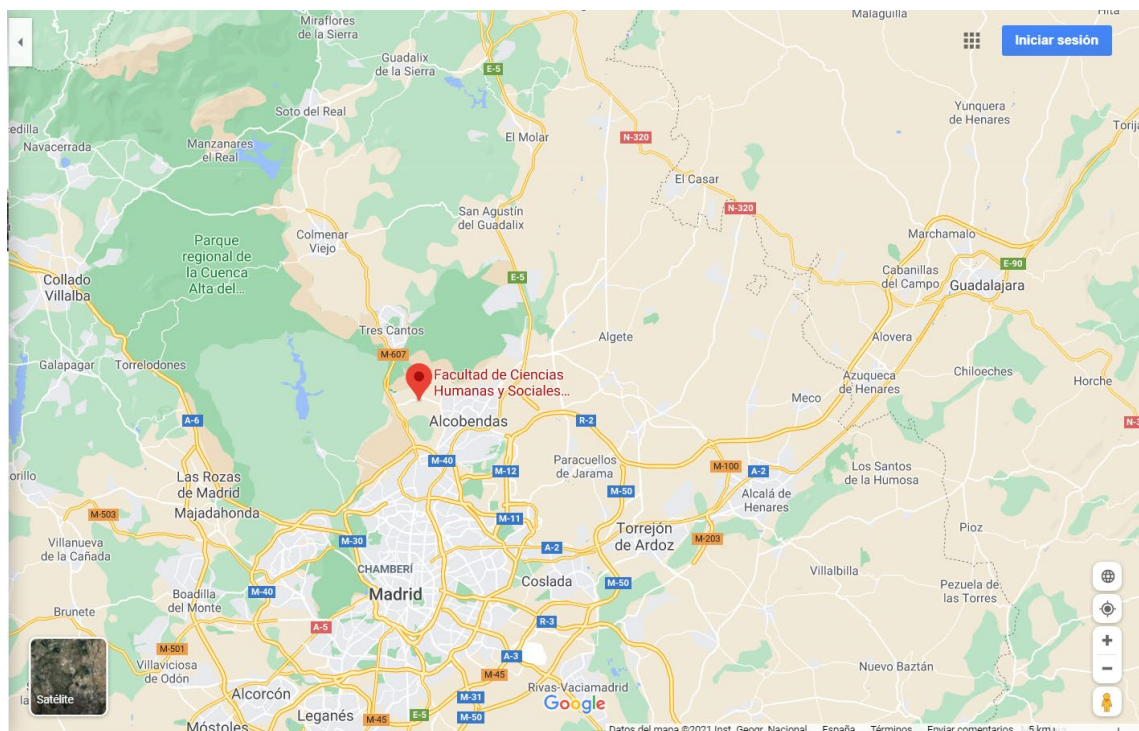 Miraflores
de la Sierra
Malaguilla
Hita
Iniciar sesión
Guadalix
de la Sierra
E-5
Soto del Real
Yunquera
de Henares
Navacerrada
Manzanares
el Real
El Molar
N-320
Torija
El Casar
N-320
San Agustín
del Guadalix
Colmenar
Viejo
Marchamalo
Parque
regional de
la Cuenca
Alta del...
E-90
Collado
Villalba
E-5
Cabanillas
del Campo
Guadalajara
Tres Cantos
Algete
Alovera
M-607
Galapagar
Torrelodones
Facultad de Ciencias
Humanas y Sociales...
Azuqueca
de Henares
Chiloeches
Horche
Meco
A-6
Alcobendas
R-2
M-40
M-12
Paracuellos
de Jarama
M-100
A-2
Los Santos
de la Humosa
Las Rozas
de Madrid
M-50
Alcalá de
Henares
Majadahonda
M-503
M-11
Torrejón
de Ardoz
Pioz
Villanueva
de la Cañada
M-30
A-2
M-203
CHAMBERÍ
Coslada
M-50
Villalbilla
Madrid
Boadilla
del Monte
M-40
Pezuela de
las Torres
Brunete
A-5
R-3
M-501
A-3
Villaviciosa
de Odón
M-45
Nuevo Baztán
Satélite
Alcorcón
M-31
Rivas-Vaciamadrid
Google
Leganés
M-45
E-5
M-50
Móstoles
Datos del mapa ©2021 Inst. Geogr. Nacional España Términos Enviar comentarios 5 km